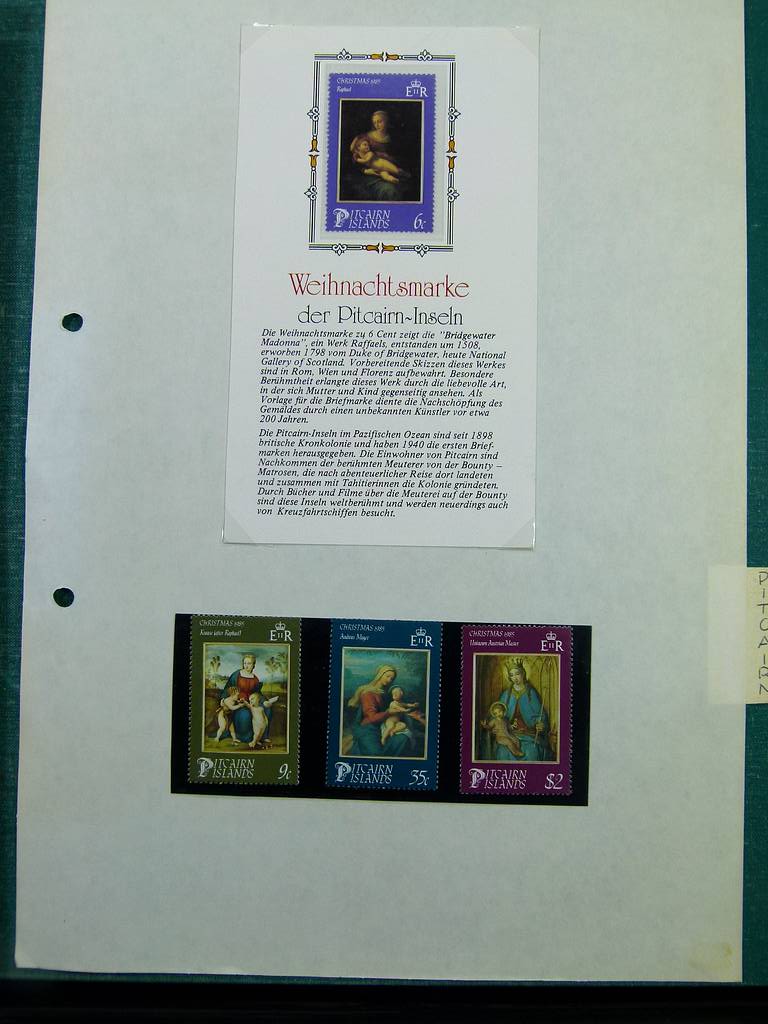 CHRISTMAS 1985
Raphael
EIIR
PITCAIRN
ISLANDS
6c
Weihnachtsmarke
der Pitcairn-Inseln
Die Weihnachtsmarke zu 6 Cent zeigt die "Bridgewater
Madonna", ein Werk Raffaels, entstanden um 1508,
erworben 1798 vom Duke of Bridgewater, heute National
Gallery of Scotland. Vorbereitende Skizzen dieses Werkes
sind in Rom, Wien und Florenz aufbewahrt. Besondere
Berühmtheit erlangte dieses Werk durch die liebevolle Art,
in der sich Mutter und Kind gegenseitig ansehen. Als
Vorlage für die Briefmarke diente die Nachschöpfung des
Gemäldes durch einen unbekannten Künstler vor etwa
200 Jahren.
Die Pitcairn-Inseln im Pazifischen Ozean sind seit 1898
britische Kronkolonie und haben 1940 die ersten Brief-
marken herausgegeben. Die Einwohner von Pitcairn sind
Nachkommen der berühmten Meuterer von der Bounty –
Matrosen, die nach abenteuerlicher Reise dort landeten
und zusammen mit Tahitierinnen die Kolonie gründeten.
Durch Bücher und Filme über die Meuterei auf der Bounty
sind diese Inseln weltberühmt und werden neuerdings auch
von Kreuzfahrtschiffen besucht.
PITCAIRN
CHRISTMAS 1985
Krause (after Raphael)
EIIR
PITCAIRN
ISLANDS
9c
CHRISTMAS 1985
Andreas Mayer
EIIR
PITCAIRN
ISLANDS
35c
CHRISTMAS 1985
Unknown Austrian Master
EIIR
PITCAIRN
ISLANDS
$2